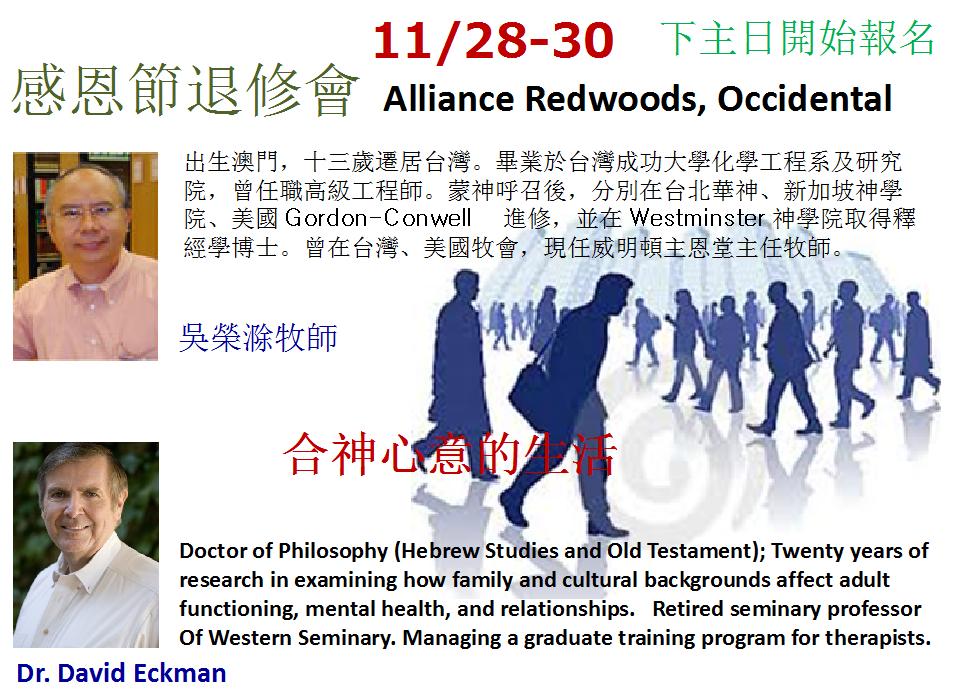 11/28-30
下主日開始報名
感恩節退修會
Alliance Redwoods, Occidental
出生澳門，十三歲遷居台灣。畢業於台灣成功大學化學工程系及研究
院，曾任職高級工程師。蒙神呼召後，分別在台北華神、新加坡神學
院、美國 Gordon-Conwell 進修，並在 Westminster 神學院取得釋
經學博士。曾在台灣、美國牧會，現任威明頓主恩堂主任牧師。
吳榮滁牧師
合神心意的生活
Doctor of Philosophy (Hebrew Studies and Old Testament); Twenty years of
research in examining how family and cultural backgrounds affect adult
functioning, mental health, and relationships. Retired seminary professor
Of Western Seminary. Managing a graduate training program for therapists.
Dr. David Eckman